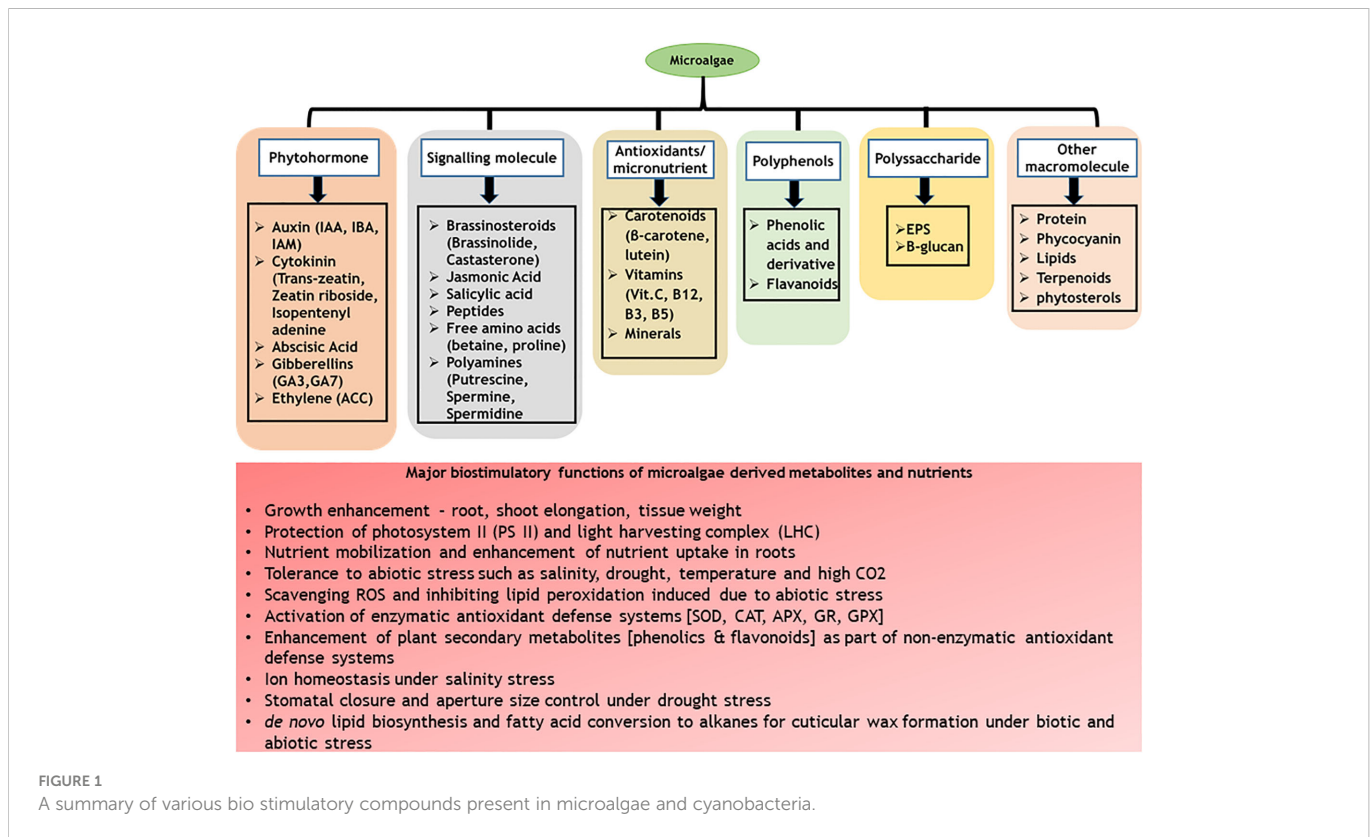 Microalgae
Phytohormone
➢ Auxin (IAA, IBA,
IAM)
➢ Cytokinin
(Trans-zeatin,
Zeatin riboside,
Isopentenyl
adenine
➢ Abscisic Acid
➢ Gibberellins
(GA3,GA7)
➢ Ethylene (ACC)
Signalling molecule
➢ Brassinosteroids
(Brassinolide,
Castasterone)
➢ Jasmonic Acid
➢ Salicylic acid
➢ Peptides
➢ Free amino acids
(betaine, proline)
➢ Polyamines
(Putrescine,
Spermine,
Spermidine
Antioxidants/
micronutrient
➢ Carotenoids
(β-carotene,
lutein)
➢ Vitamins
(Vit.C, B12,
B3, B5)
➢ Minerals
Polyphenols
➢ Phenolic
acids and
derivative
➢ Flavanoids
Polyssaccharide
➢EPS
➢B-glucan
Other
macromolecule
➢ Protein
➢ Phycocyanin
➢ Lipids
➢ Terpenoids
➢ phytosterols
Major biostimulatory functions of microalgae derived metabolites and nutrients
• Growth enhancement - root, shoot elongation, tissue weight
• Protection of photosystem II (PS II) and light harvesting complex (LHC)
• Nutrient mobilization and enhancement of nutrient uptake in roots
• Tolerance to abiotic stress such as salinity, drought, temperature and high CO2
• Scavenging ROS and inhibiting lipid peroxidation induced due to abiotic stress
• Activation of enzymatic antioxidant defense systems [SOD, CAT, APX, GR, GPX]
• Enhancement of plant secondary metabolites [phenolics & flavonoids] as part of non-enzymatic antioxidant
defense systems
• Ion homeostasis under salinity stress
• Stomatal closure and aperture size control under drought stress
• de novo lipid biosynthesis and fatty acid conversion to alkanes for cuticular wax formation under biotic and
abiotic stress
FIGURE 1
A summary of various bio stimulatory compounds present in microalgae and cyanobacteria.